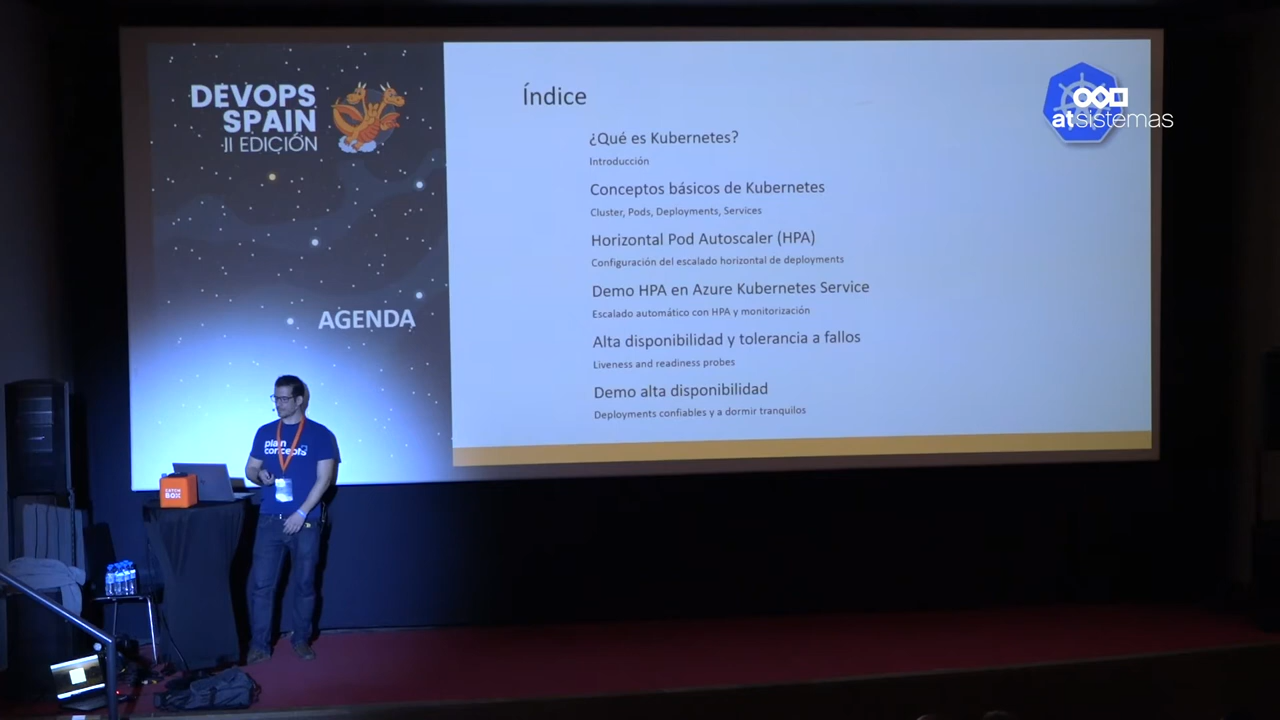 DEVOPS
SPAIN
II EDICIÓN
AGENDA
Índice
¿Qué es Kubernetes?
Introducción
Conceptos básicos de Kubernetes
Cluster, Pods, Deployments, Services
Horizontal Pod Autoscaler (HPA)
Configuración del escalado horizontal de deployments
Demo HPA en Azure Kubernetes Service
Escalado automático con HPA y monitorización
Alta disponibilidad y tolerancia a fallos
Liveness and readiness probes
Demo alta disponibilidad
Deployments confiables y a dormir tranquilos
atsistemas
plain
concepts
CATCH
BOX